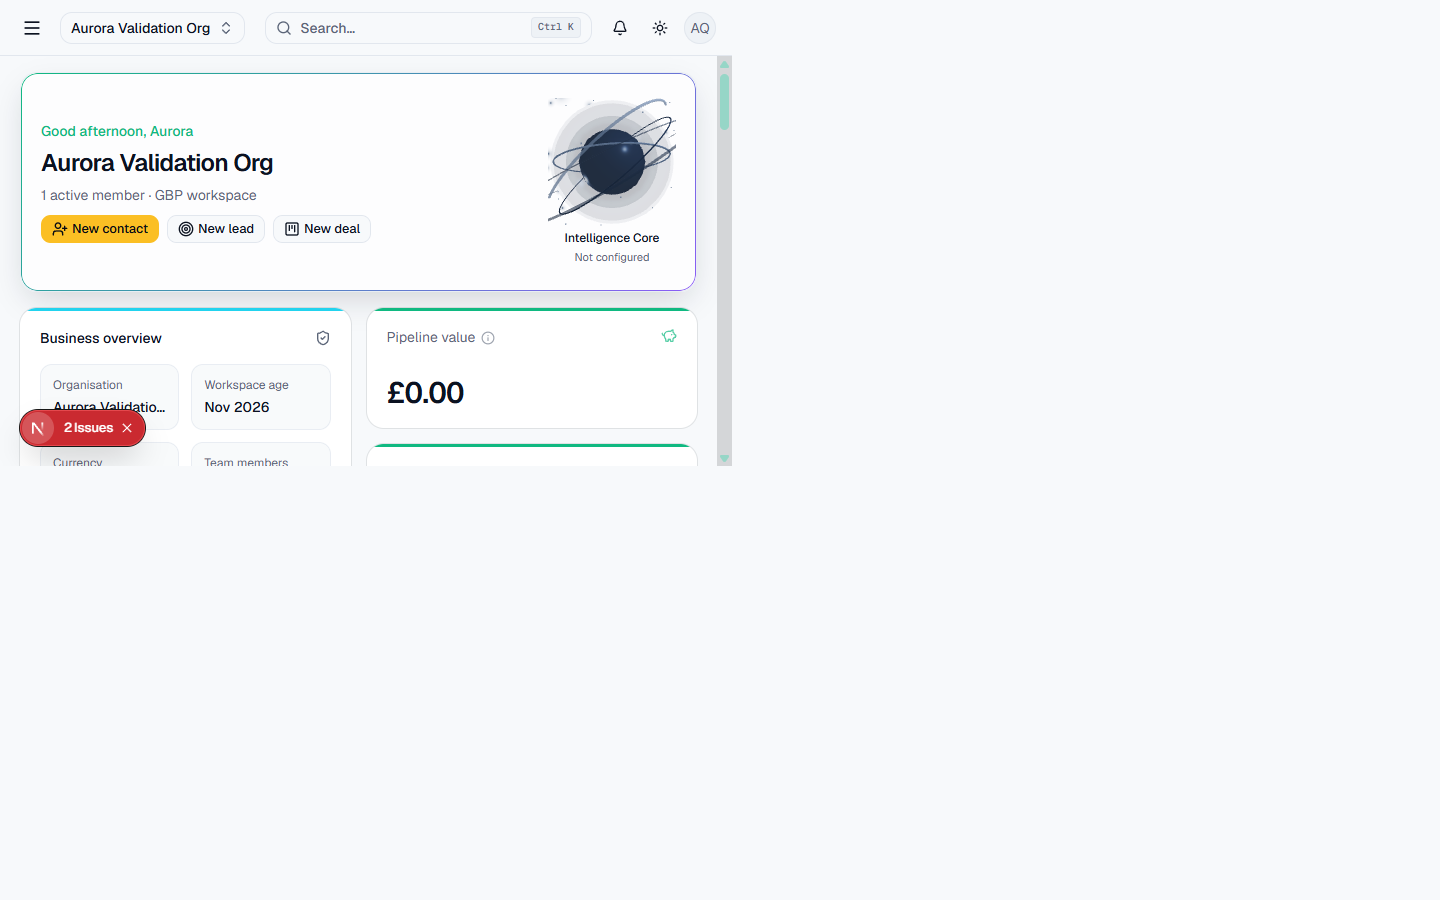 Aurora Validation Org
Search...
Ctrl K
AQ
Good afternoon, Aurora
Aurora Validation Org
1 active member · GBP workspace
New contact
New lead
New deal
Intelligence Core
Not configured
Business overview
Organisation
Aurora Validatio...
Workspace age
Nov 2026
Currency
Team members
N
2 Issues
Pipeline value
£0.00